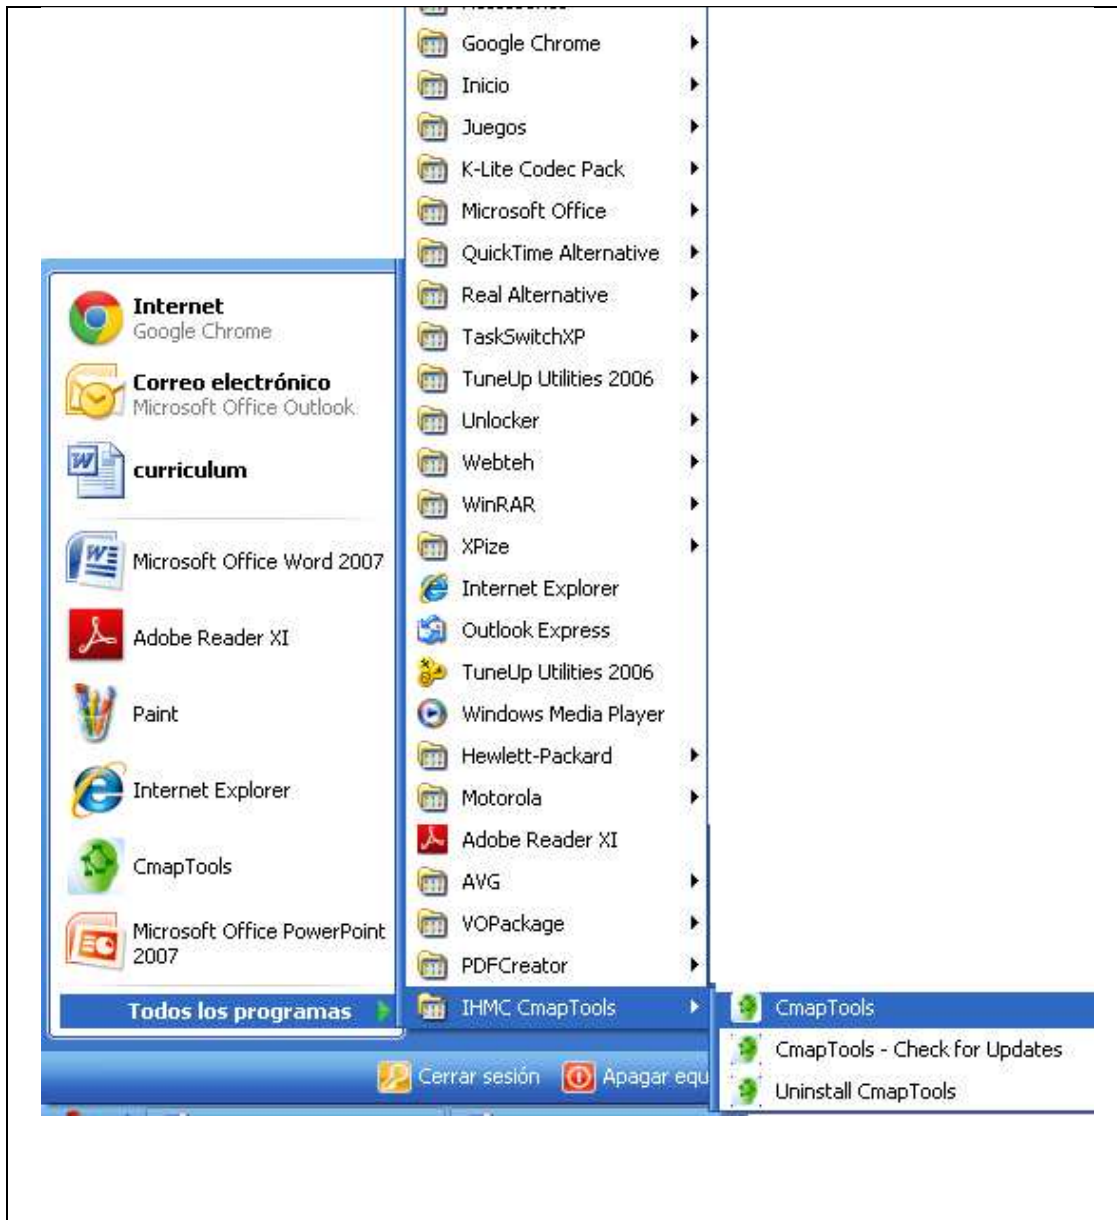 Internet
Google Chrome
Correo electrónico
Microsoft Office Outlook
curriculum
Microsoft Office Word 2007
Adobe Reader XI
Paint
Internet Explorer
CmapTools
Microsoft Office PowerPoint
2007
Todos los programas
Google Chrome
Inicio
Juegos
K-Lite Codec Pack
Microsoft Office
QuickTime Alternative
Real Alternative
TaskSwitchXP
TuneUp Utilities 2006
Unlocker
Webteh
WinRAR
XPize
Internet Explorer
Outlook Express
TuneUp Utilities 2006
Windows Media Player
Hewlett-Packard
Motorola
Adobe Reader XI
AVG
VOPackage
PDFCreator
IHMC CmapTools
CmapTools
CmapTools - Check for Updates
Uninstall CmapTools
Cerrar sesión
Apagar equ